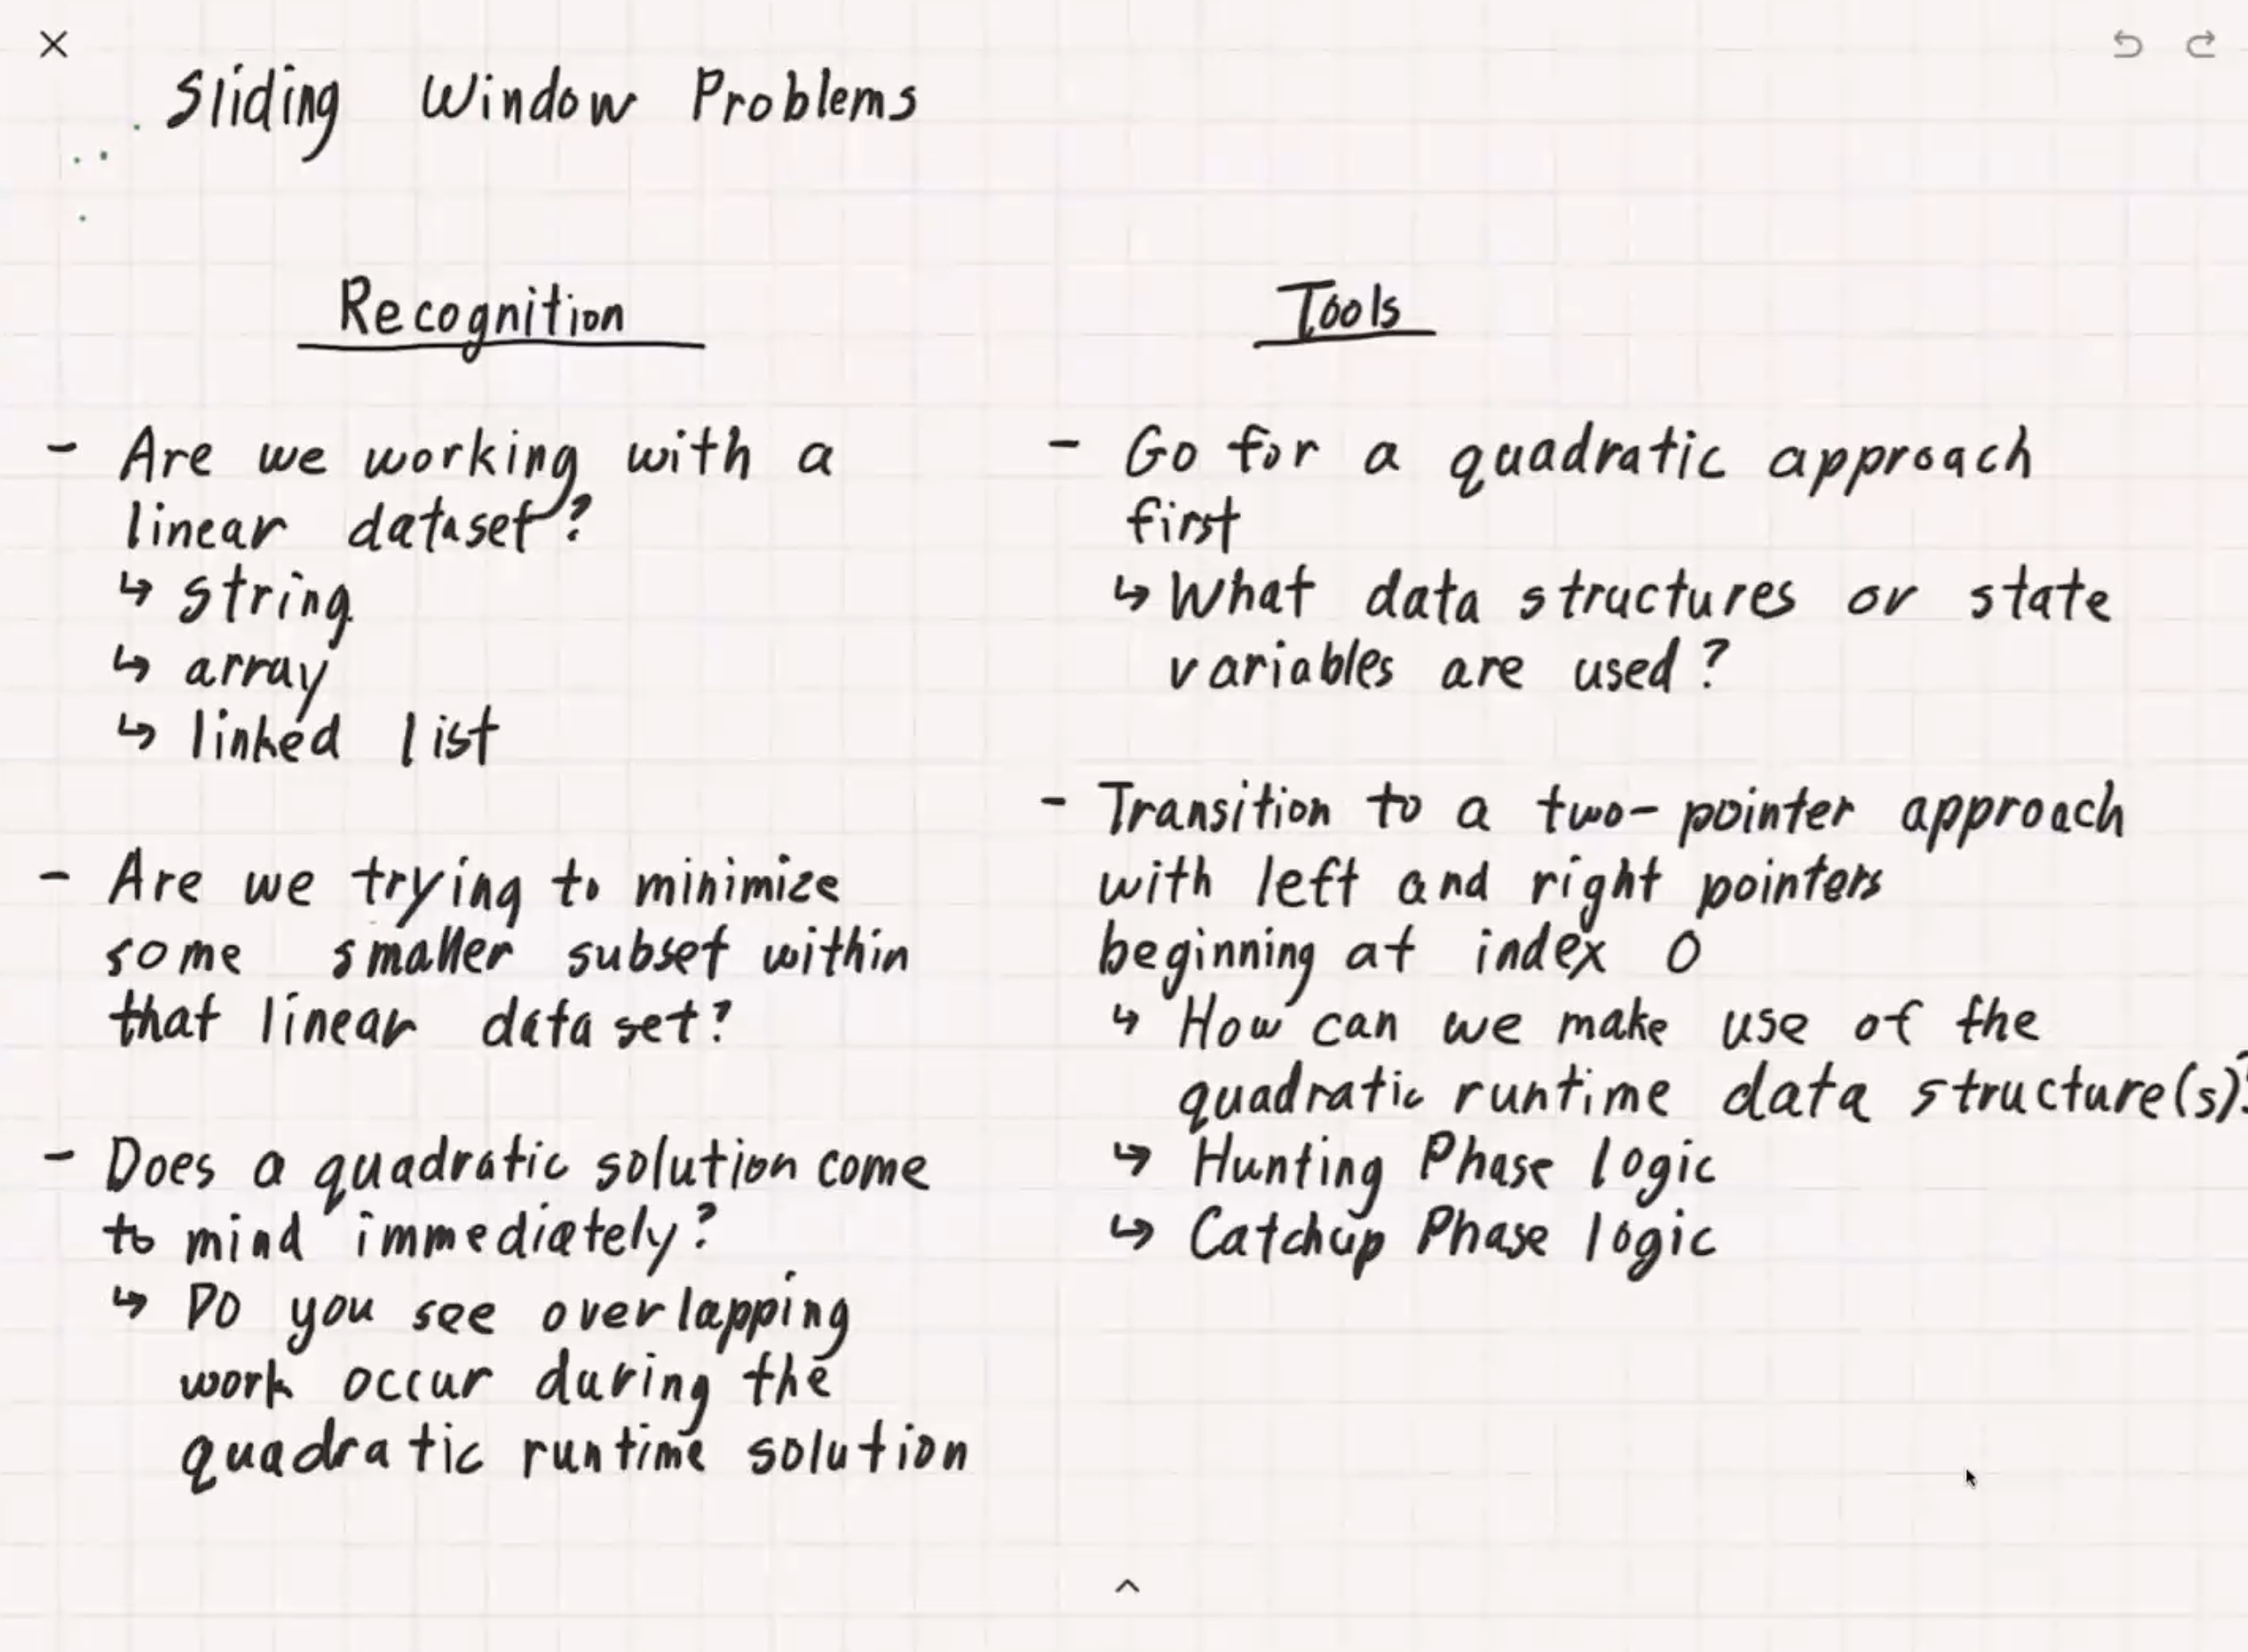 Sliding Window Problems
Recognition
- Are we working with a
linear dataset?
↳ string
↳ array
↳ linked list
- Are we trying to minimize
some smaller subset within
that linear data set?
- Does a quadratic solution come
to mind immediately?
↳ Do you see overlapping
work occur during the
quadratic runtime solution
Tools
- Go for a quadratic approach
first
↳ What data structures or state
variables are used?
- Transition to a two-pointer approach
with left and right pointers
beginning at index 0
↳ How can we make use of the
quadratic runtime data structure(s)?
↳ Hunting Phase logic
↳ Catchup Phase logic